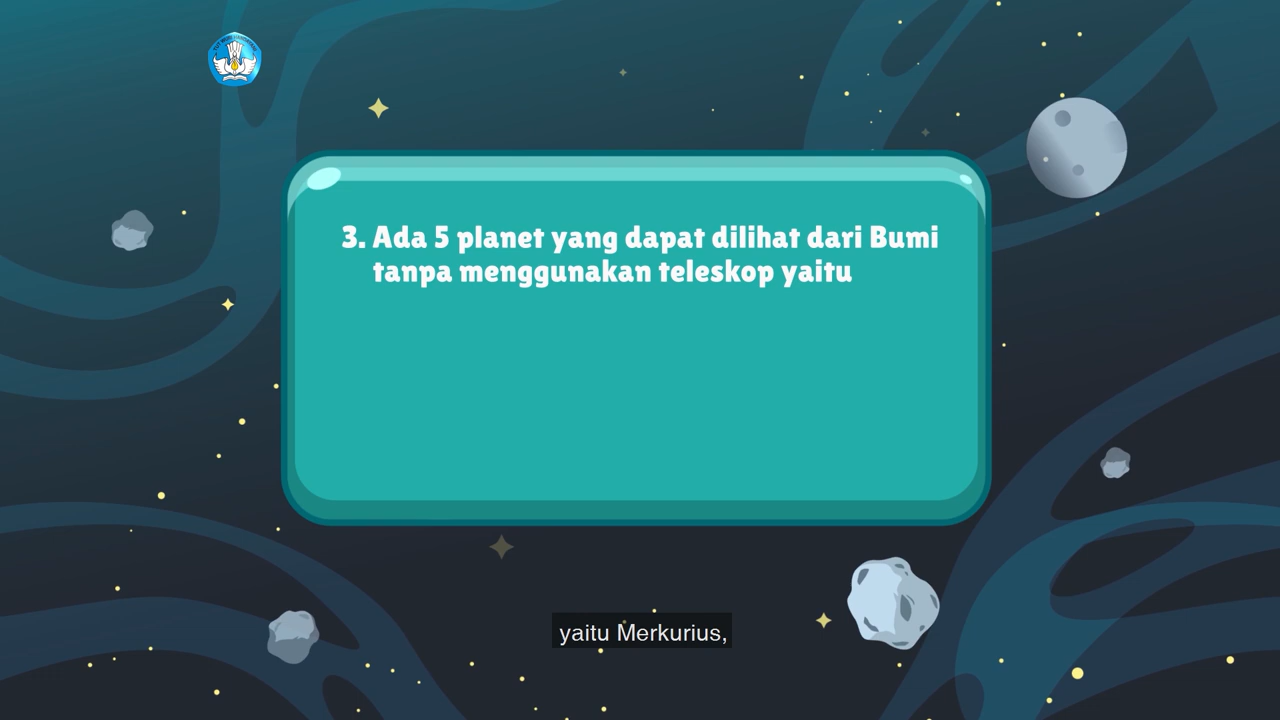 3. Ada 5 planet yang dapat dilihat dari Bumi
tanpa menggunakan teleskop yaitu
yaitu Merkurius,